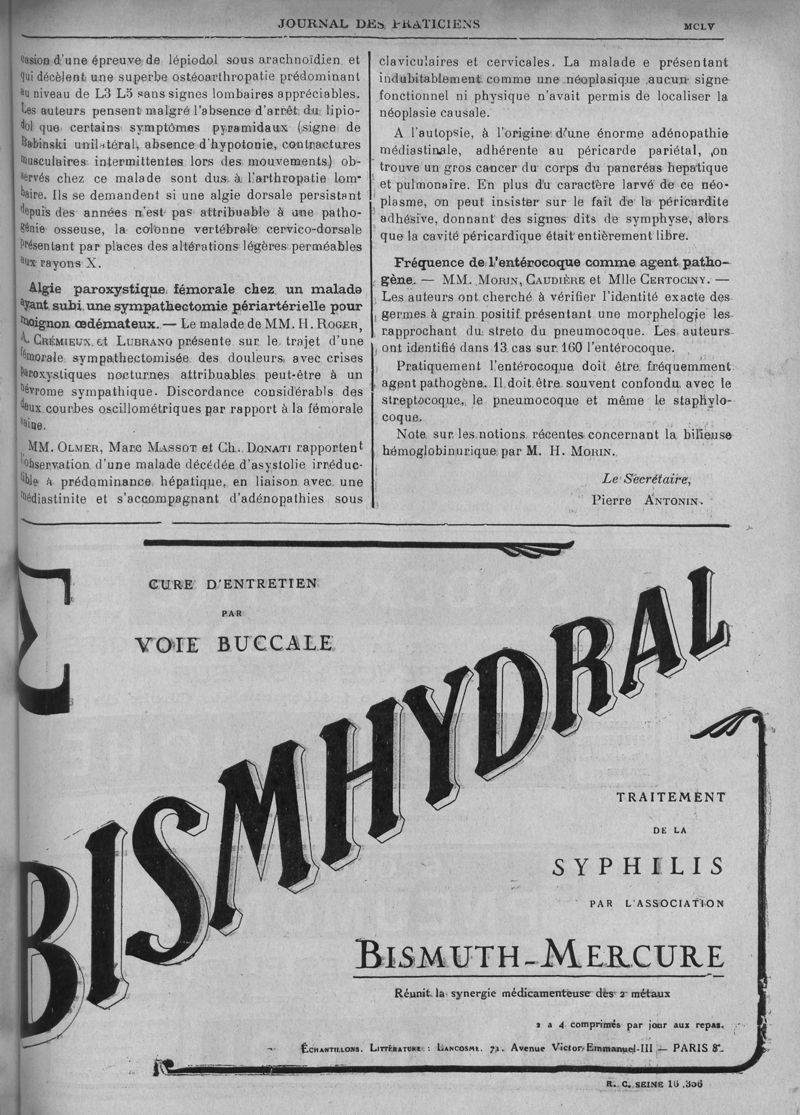 JOURNAL DES PRATICIENS
MCLV
casion d'une épreuve de lépiodol sous arachnoïdien et
qui décèlent une superbe ostéoarthropatie prédominant
au niveau de L3 L5 sans signes lombaires appréciables.
Les auteurs pensent malgré l'absence d'arrêt du lipio-
dol que certains symptômes pyramidaux (signe de
Babinski unilatéral, absence d'hypotonie, contractures
musculaires intermittentes lors des mouvements) ob-
servés chez ce malade sont dus à l'arthropatie lom-
baire. Ils se demandent si une algie dorsale persistant
depuis des années n'est pas attribuable à une patho-
génie osseuse, la colonne vertébrale cervico-dorsale
présentant par places des altérations légères perméables
aux rayons X.
Algie paroxystique fémorale chez un malade
ayant subi une sympathectomie périartérielle pour
moignon œdémateux. — Le malade de MM. H. ROGER,
A. CRÉMIEUX et LUBRANO présente sur le trajet d'une
fémorale sympathectomisée des douleurs avec crises
paroxystiques nocturnes attribuables peut-être à un
névrome sympathique. Discordance considérabls des
deux courbes oscillométriques par rapport à la fémorale
saine.
MM. OLMER, Marc MASSOT et Ch. DONATI rapportent
l'observation d'une malade décédée d'asystolie irréduc-
tible à prédominance hépatique, en liaison avec une
médiastinite et s'accompagnant d'adénopathies sous
claviculaires et cervicales. La malade e présentant
indubitablement comme une néoplasique aucun signe
fonctionnel ni physique n'avait permis de localiser la
néoplasie causale.
A l'autopsie, à l'origine d'une énorme adénopathie
médiastinale, adhérente au péricarde pariétal, on
trouve un gros cancer du corps du pancréas hepatique
et pulmonaire. En plus du caractère larvé de ce néo-
plasme, on peut insister sur le fait de la péricardite
adhésive, donnant des signes dits de symphyse, alors
que la cavité péricardique était entièrement libre.
Fréquence de l'entérocoque comme agent patho-
gène. — MM. MORIN, GAUDIÈRE et Mlle CERTOCINY. —
Les auteurs ont cherché à vérifier l'identité exacte des
germes à grain positif présentant une morphelogie les
rapprochant du streto du pneumocoque. Les auteurs
ont identifié dans 13 cas sur 160 l'entérocoque.
Pratiquement l'entérocoque doit être fréquemment
agent pathogène. Il doit être souvent confondu avec le
streptocoque, le pneumocoque et même le staphylo-
coque.
Note sur les notions récentes concernant la bilieuse
hémoglobinurique par M. H. MORIN.
Le Secrétaire,
Pierre ANTONIN.
CURE D'ENTRETIEN
PAR
VOIE BUCCALE
BISMHYDRAL
TRAITEMENT
DE LA
SYPHILIS
PAR L'ASSOCIATION
BISMUTH-MERCURE
Réunit la synergie médicamenteuse dès 2 métaux
2 a 4 comprimés par jour aux repas.
ÉCHANTILLONS. LITTÉRATURE : LANCOSME. 71. Avenue Victor-Emmanuel-III — PARIS 8e
R. C. SEINE 10.306